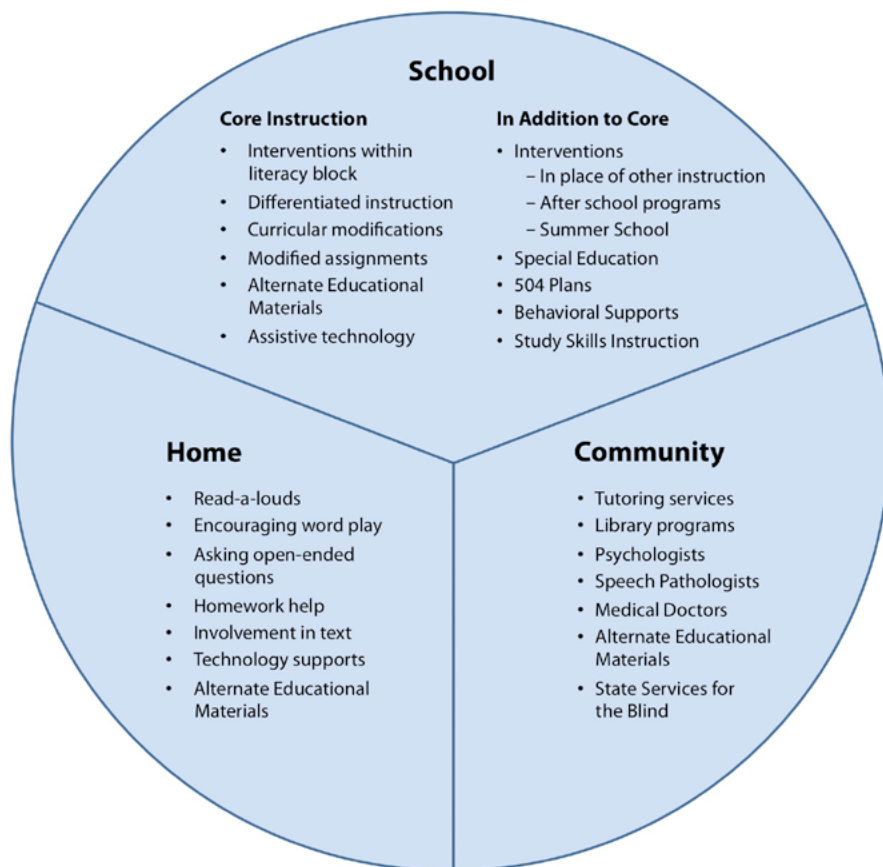 School
Core Instruction
• Interventions within
literacy block
• Differentiated instruction
• Curricular modifications
• Modified assignments
• Alternate Educational
Materials
• Assistive technology
In Addition to Core
• Interventions
– In place of other instruction
– After school programs
– Summer School
• Special Education
• 504 Plans
• Behavioral Supports
• Study Skills Instruction
Home
• Read-a-louds
• Encouraging word play
• Asking open-ended
questions
• Homework help
• Involvement in text
• Technology supports
• Alternate Educational
Materials
Community
• Tutoring services
• Library programs
• Psychologists
• Speech Pathologists
• Medical Doctors
• Alternate Educational
Materials
• State Services for
the Blind